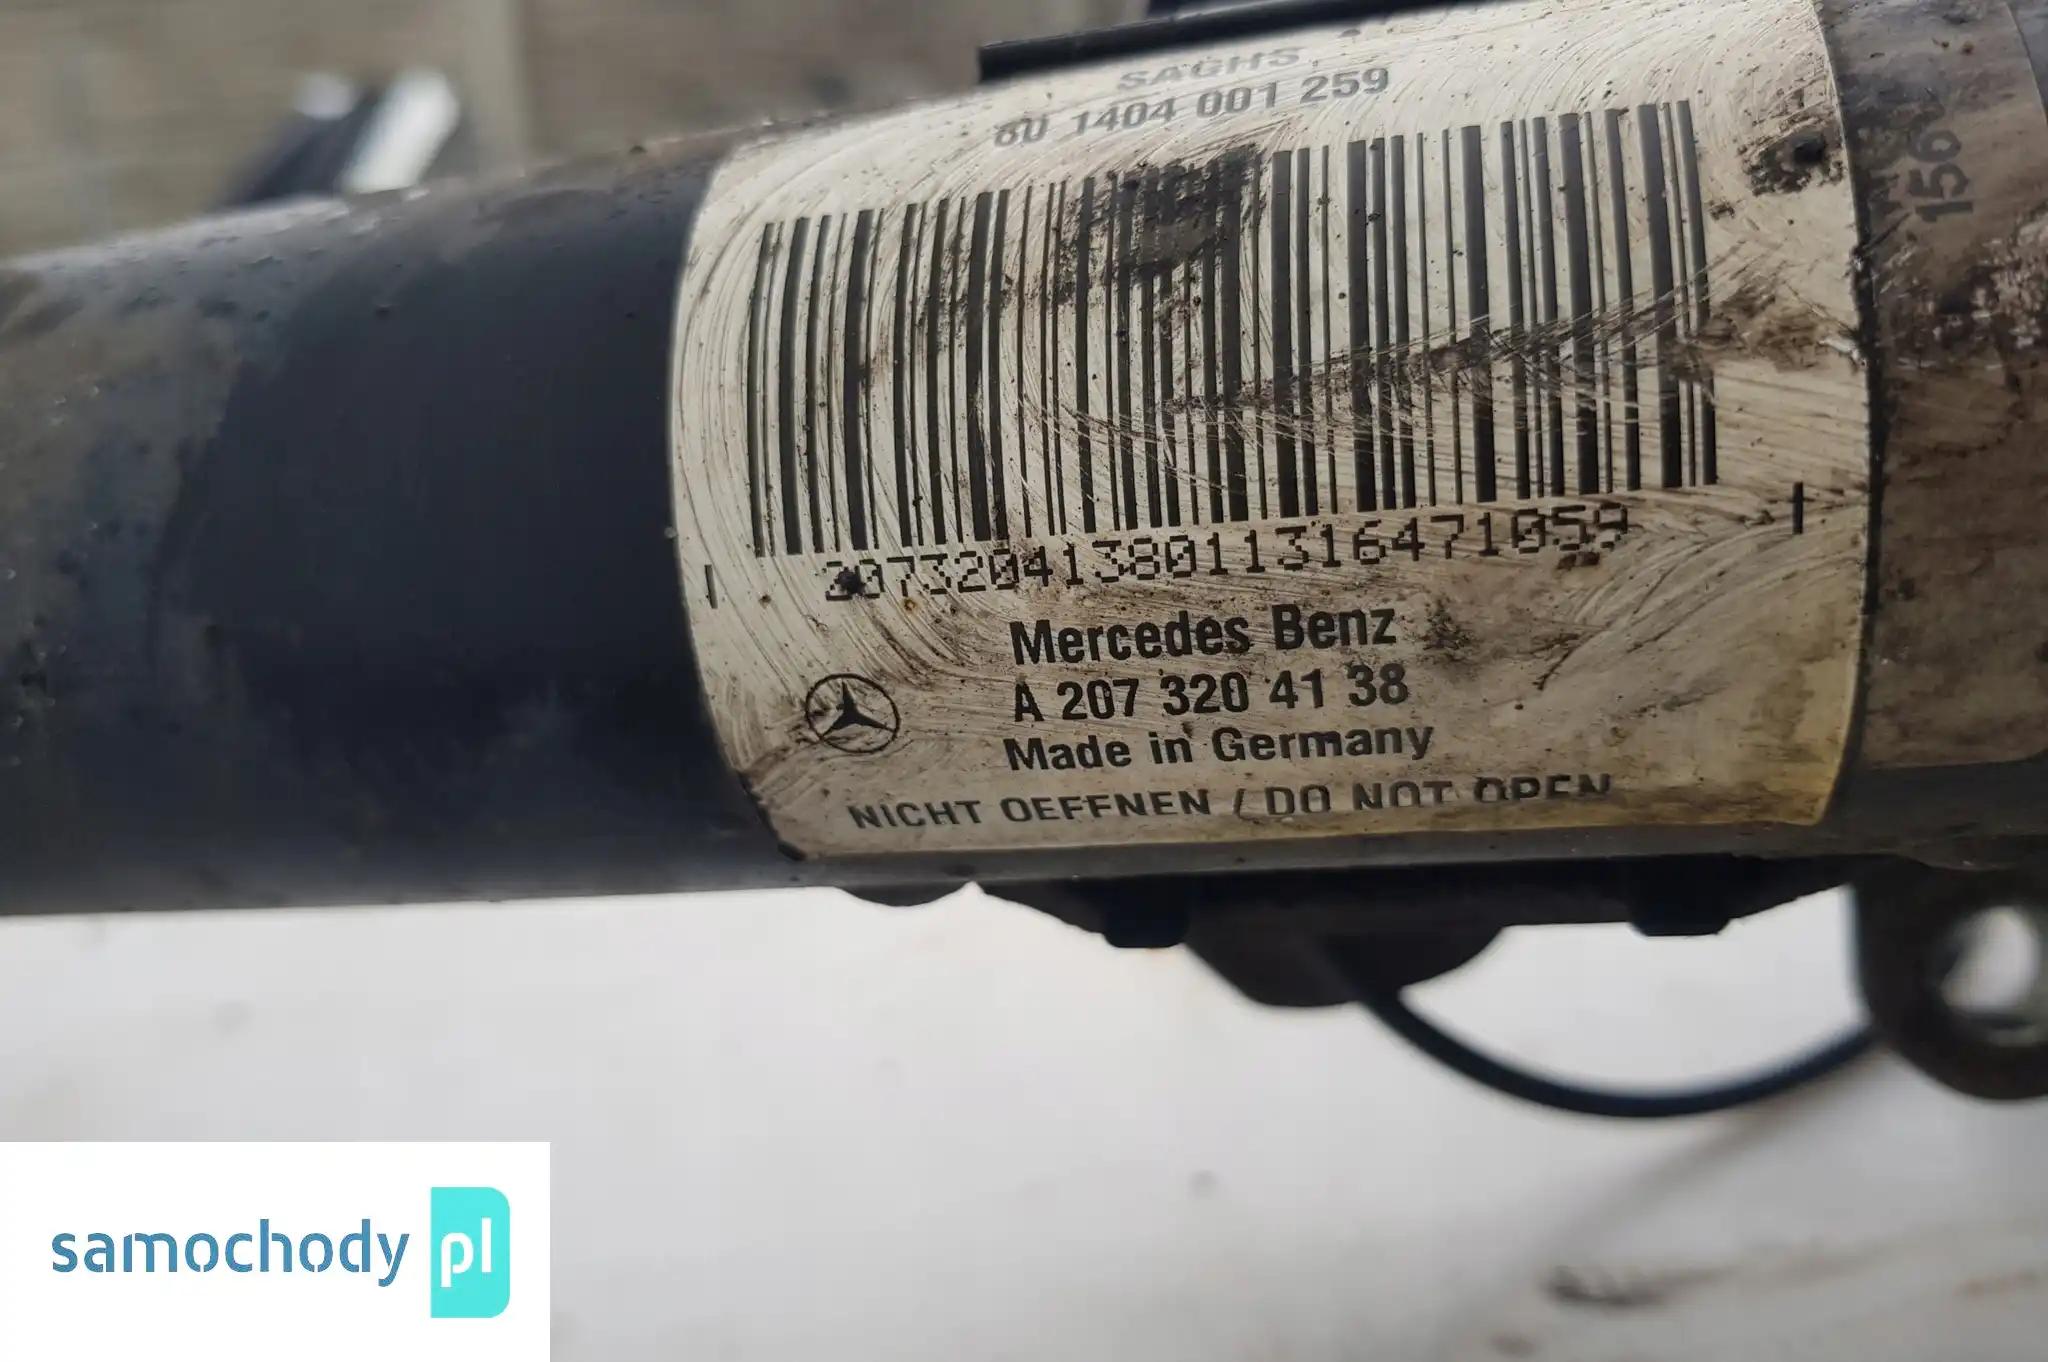 SACHS
60 1404 001 259
156
2073204138011316471059
Mercedes Benz
A 207 320 41 38
Made in Germany
NICHT OEFFNEN / DO NOT OPEN
samochody pl